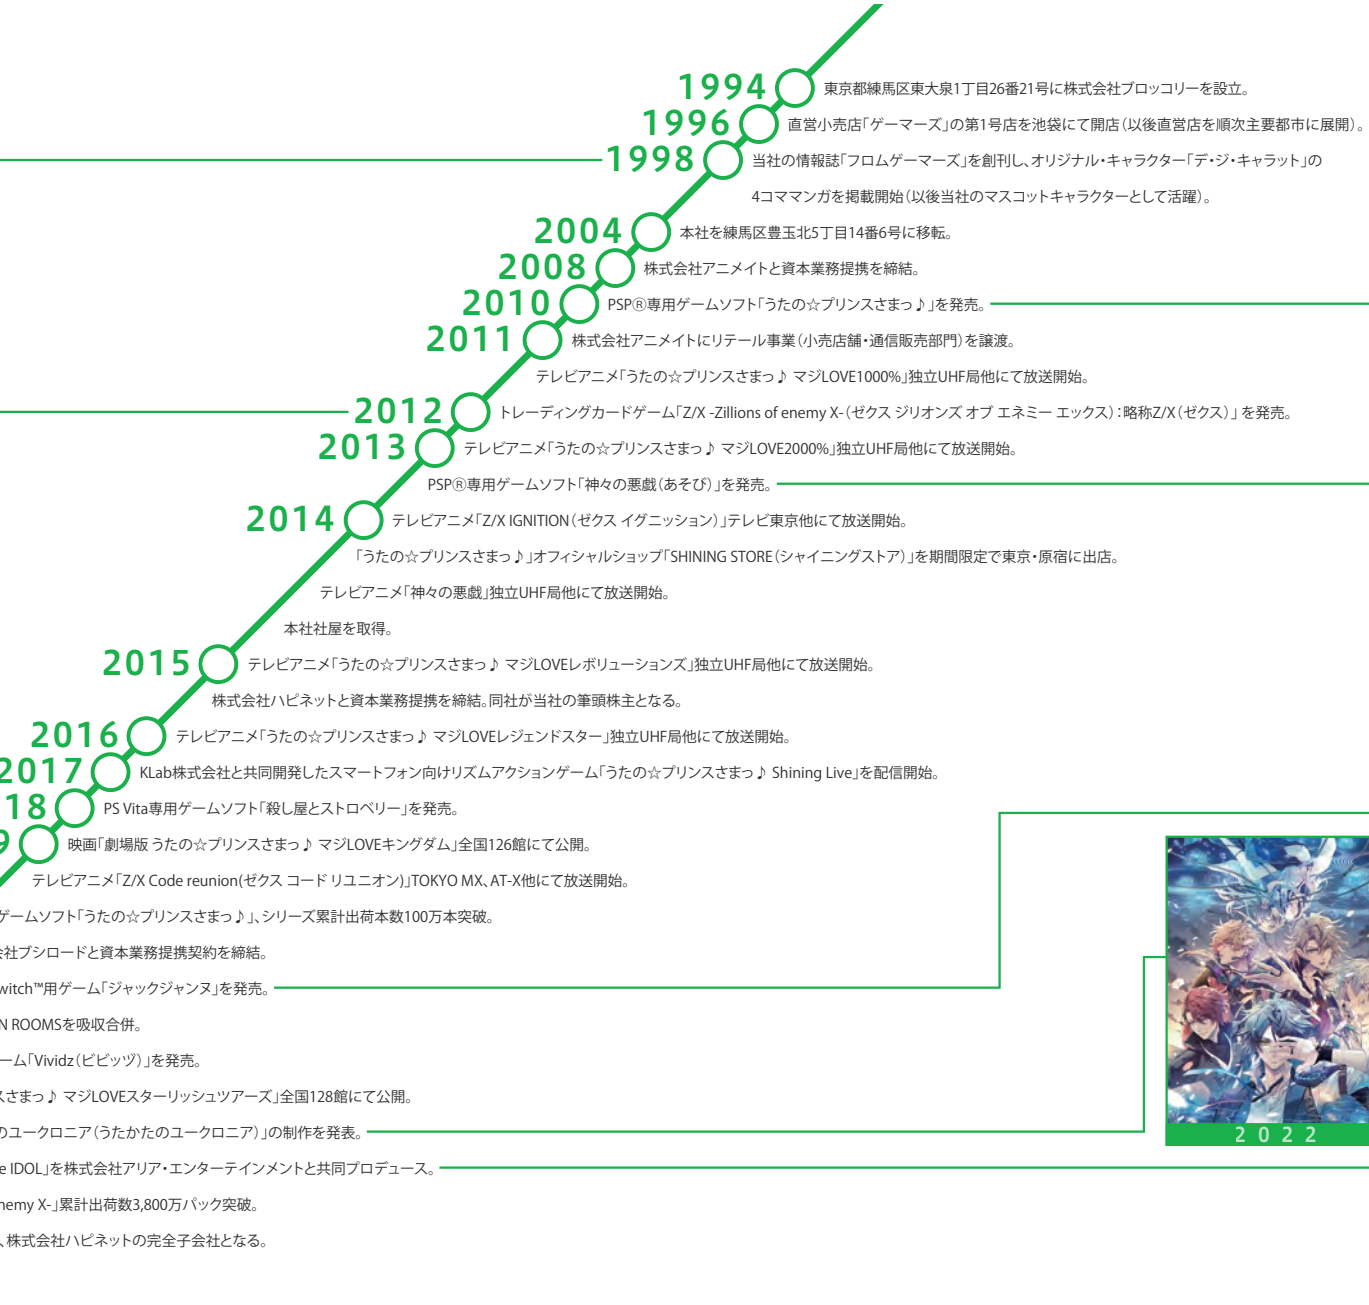 1994 東京都練馬区東大泉1丁目26番21号に株式会社ブロッコリーを設立。
1996 直営小売店「ゲーマーズ」の第1号店を池袋にて開店（以後直営店を順次主要都市に展開）。
1998 当社の情報誌「フロムゲーマーズ」を創刊し、オリジナル・キャラクター「デ・ジ・キャラット」の
4コママンガを掲載開始（以後当社のマスコットキャラクターとして活躍）。
2004 本社を練馬区豊玉北5丁目14番6号に移転。
2008 株式会社アニメイトと資本業務提携を締結。
2010 PSP®専用ゲームソフト「うたの☆プリンスさまっ♪」を発売。
2011 株式会社アニメイトにリテール事業（小売店舗・通信販売部門）を譲渡。
テレビアニメ「うたの☆プリンスさまっ♪ マジLOVE1000%」独立UHF局他にて放送開始。
2012 トレーディングカードゲーム「Z/X -Zillions of enemy X-（ゼクス ジリオンズ オブ エネミー エックス）：略称Z/X（ゼクス）」を発売。
2013 テレビアニメ「うたの☆プリンスさまっ♪ マジLOVE2000%」独立UHF局他にて放送開始。
PSP®専用ゲームソフト「神々の悪戯（あそび）」を発売。
2014 テレビアニメ「Z/X IGNITION（ゼクス イグニッション）」テレビ東京他にて放送開始。
「うたの☆プリンスさまっ♪」オフィシャルショップ「SHINING STORE（シャイニングストア）」を期間限定で東京・原宿に出店。
テレビアニメ「神々の悪戯」独立UHF局他にて放送開始。
本社社屋を取得。
2015 テレビアニメ「うたの☆プリンスさまっ♪ マジLOVEレボリューションズ」独立UHF局他にて放送開始。
株式会社ハピネットと資本業務提携を締結。同社が当社の筆頭株主となる。
2016 テレビアニメ「うたの☆プリンスさまっ♪ マジLOVEレジェンドスター」独立UHF局他にて放送開始。
2017 KLab株式会社と共同開発したスマートフォン向けリズムアクションゲーム「うたの☆プリンスさまっ♪ Shining Live」を配信開始。
18 PS Vita専用ゲームソフト「殺し屋とストロベリー」を発売。
9 映画「劇場版 うたの☆プリンスさまっ♪ マジLOVEキングダム」全国126館にて公開。
テレビアニメ「Z/X Code reunion(ゼクス コード リユニオン)」TOKYO MX、AT-X他にて放送開始。
ゲームソフト「うたの☆プリンスさまっ♪」、シリーズ累計出荷本数100万本突破。
会社ブシロードと資本業務提携契約を締結。
witch™用ゲーム「ジャックジャンヌ」を発売。
N ROOMSを吸収合併。
ーム「Vividz（ビビッヅ）」を発売。
スさまっ♪ マジLOVEスターリッシュツアーズ」全国128館にて公開。
のユークロニア（うたかたのユークロニア）」の制作を発表。
e IDOL」を株式会社アリア・エンターテインメントと共同プロデュース。
nemy X-」累計出荷数3,800万パック突破。
、株式会社ハピネットの完全子会社となる。
2022